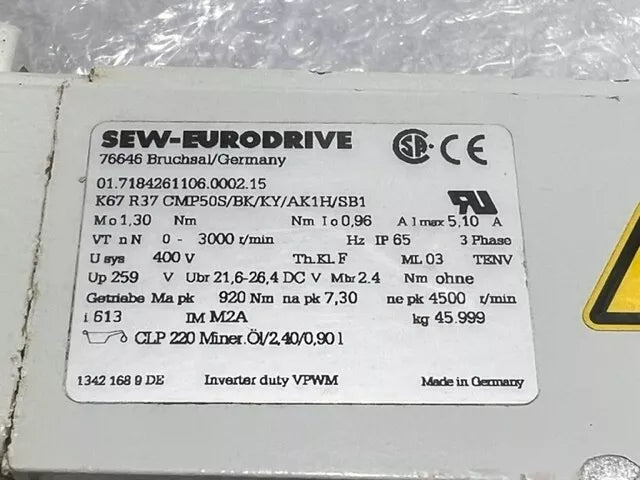 SEW-EURODRIVE
76646 Bruchsal/Germany
CSA CE
01.7184261106.0002.15
K67 R37 CMP50S/BK/KY/AK1H/SB1
RU
Mo 1,30 Nm Nm Io 0,96 A Imax 5,10 A
VT nN 0 - 3000 r/min Hz IP 65 3 Phase
U sys 400 V Th.Kl. F ML 03 TENV
Up 259 V Ubr 21,6-26,4 DC V Mbr 2.4 Nm ohne
Getriebe Ma pk 920 Nm na pk 7,30 ne pk 4500 r/min
i 613 IM M2A kg 45.999
CLP 220 Miner.Öl/2,40/0,90 l
1342 168 9 DE Inverter duty VPWM Made in Germany